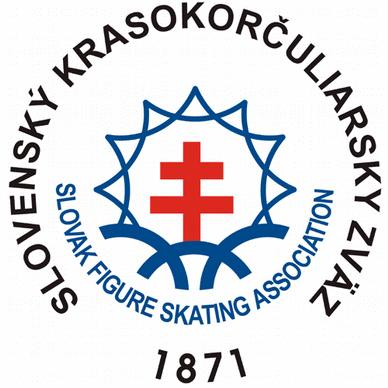 SLOVENSKÝ KRASOKORČULIARSKY ZVÄZ
SLOVAK FIGURE SKATING ASSOCIATION
1871